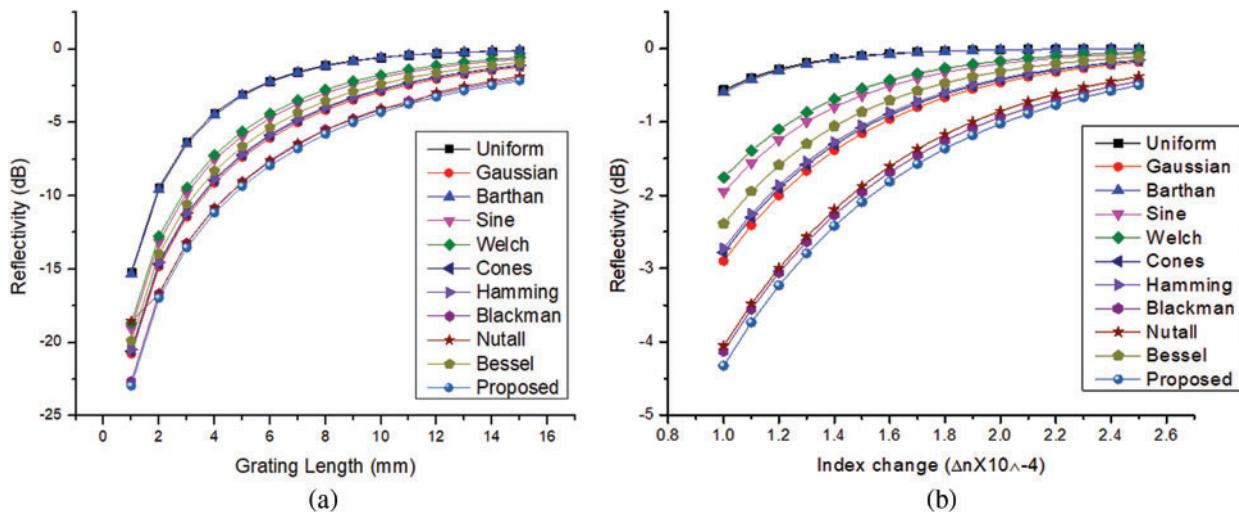 0
-5
-10
-15
-20
-25
Reflectivity (dB)
0 2 4 6 8 10 12 14 16
Grating Length (mm)
Uniform
Gaussian
Barthan
Sine
Welch
Cones
Hamming
Blackman
Nutall
Bessel
Proposed
(a)
0
-1
-2
-3
-4
-5
Reflectivity (dB)
0.8 1.0 1.2 1.4 1.6 1.8 2.0 2.2 2.4 2.6
Index change (ΔnX10^-4)
Uniform
Gaussian
Barthan
Sine
Welch
Cones
Hamming
Blackman
Nutall
Bessel
Proposed
(b)